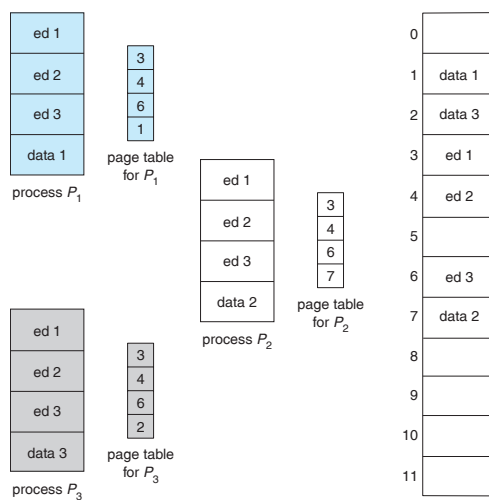 ed 1
ed 2
ed 3
data 1
process P1
3
4
6
1
page table
for P1
ed 1
ed 2
ed 3
data 2
process P2
3
4
6
7
page table
for P2
ed 1
ed 2
ed 3
data 3
process P3
3
4
6
2
page table
for P3
0
1 data 1
2 data 3
3 ed 1
4 ed 2
5
6 ed 3
7 data 2
8
9
10
11